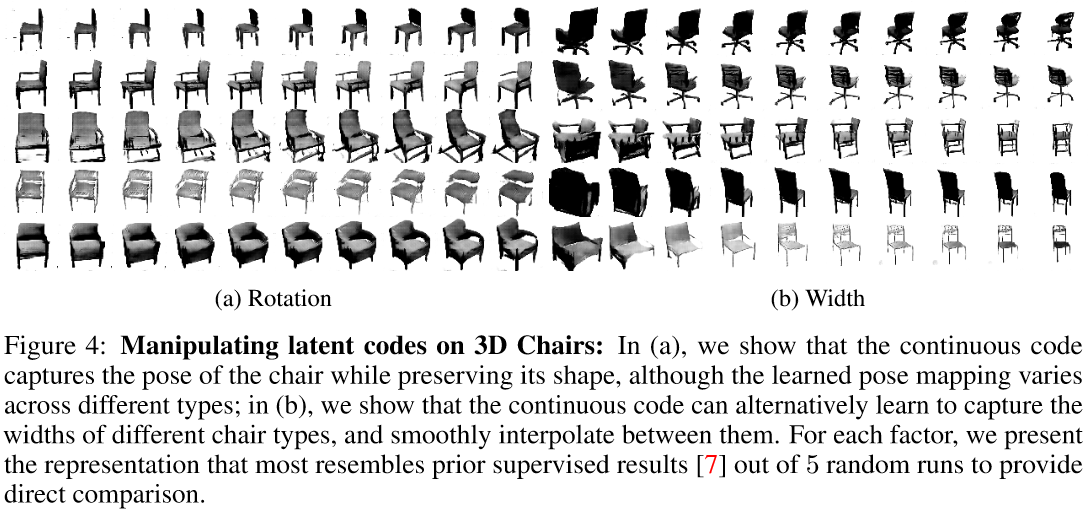 (a) Rotation
(b) Width
Figure 4: Manipulating latent codes on 3D Chairs: In (a), we show that the continuous code
captures the pose of the chair while preserving its shape, although the learned pose mapping varies
across different types; in (b), we show that the continuous code can alternatively learn to capture the
widths of different chair types, and smoothly interpolate between them. For each factor, we present
the representation that most resembles prior supervised results [7] out of 5 random runs to provide
direct comparison.